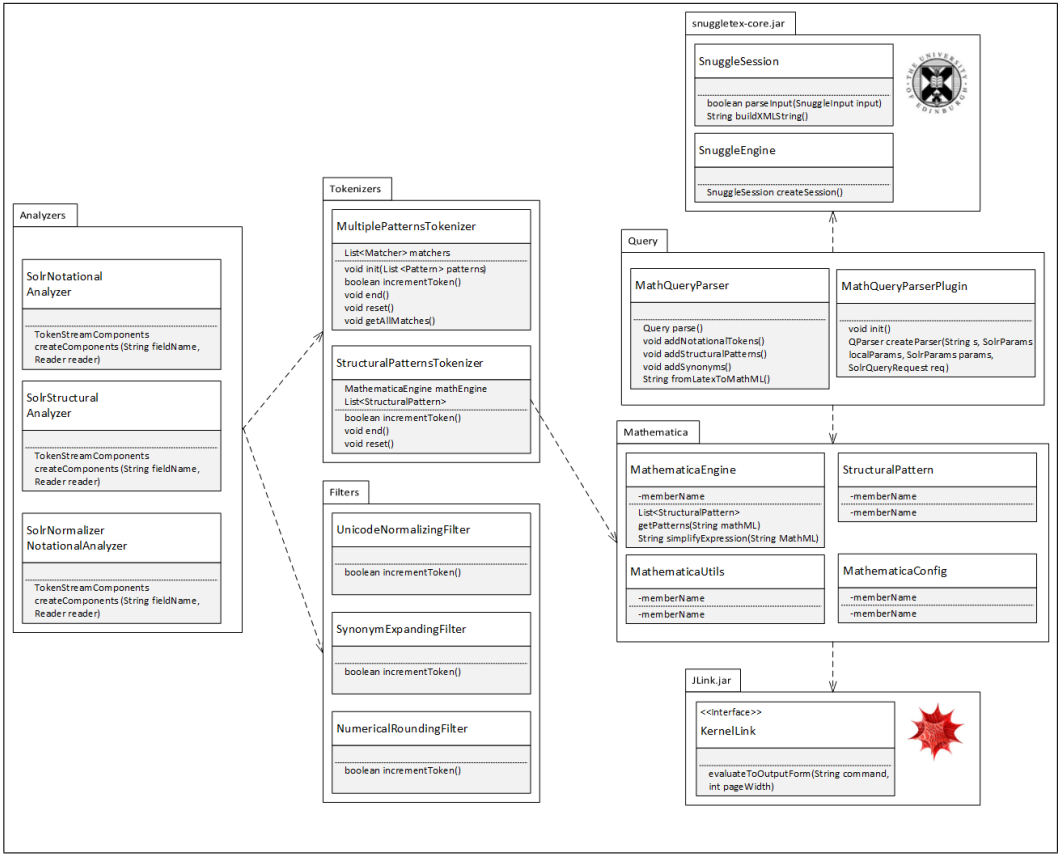 snuggletex-core.jar
SnuggleSession
boolean parseInput(SnuggleInput input)
String buildXMLString()
THE UNIVERSITY OF EDINBURGH
SnuggleEngine
SnuggleSession createSession()
Analyzers
SolrNotational
Analyzer
TokenStreamComponents
createComponents(String fieldName,
Reader reader)
SolrStructural
Analyzer
TokenStreamComponents
createComponents(String fieldName,
Reader reader)
SolrNormalizer
NotationalAnalyzer
TokenStreamComponents
createComponents(String fieldName,
Reader reader)
Tokenizers
MultiplePatternsTokenizer
List<Matcher> matchers
void init(List <Pattern> patterns)
boolean incrementToken()
void end()
void reset()
void getAllMatches()
StructuralPatternsTokenizer
MathematicaEngine mathEngine
List<StructuralPattern>
boolean incrementToken()
void end()
void reset()
Filters
UnicodeNormalizingFilter
boolean incrementToken()
SynonymExpandingFilter
boolean incrementToken()
NumericalRoundingFilter
boolean incrementToken()
Query
MathQueryParser
Query parse()
void addNotationalTokens()
void addStructuralPatterns()
void addSynonyms()
String fromLatexToMathML()
MathQueryParserPlugin
void init()
QParser createParser(String s, SolrParams
localParams, SolrParams params,
SolrQueryRequest req)
Mathematica
MathematicaEngine
-memberName
List<StructuralPattern>
getPatterns(String mathML)
String simplifyExpression(String MathML)
StructuralPattern
-memberName
-memberName
MathematicaUtils
-memberName
-memberName
MathematicaConfig
-memberName
-memberName
JLink.jar
<<Interface>>
KernelLink
evaluateToOutputForm(String command,
int pageWidth)